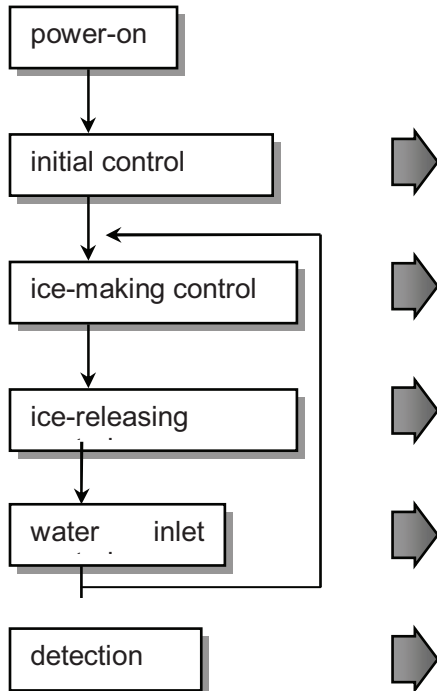 power-on
initial control
ice-making control
ice-releasing
water inlet
detection